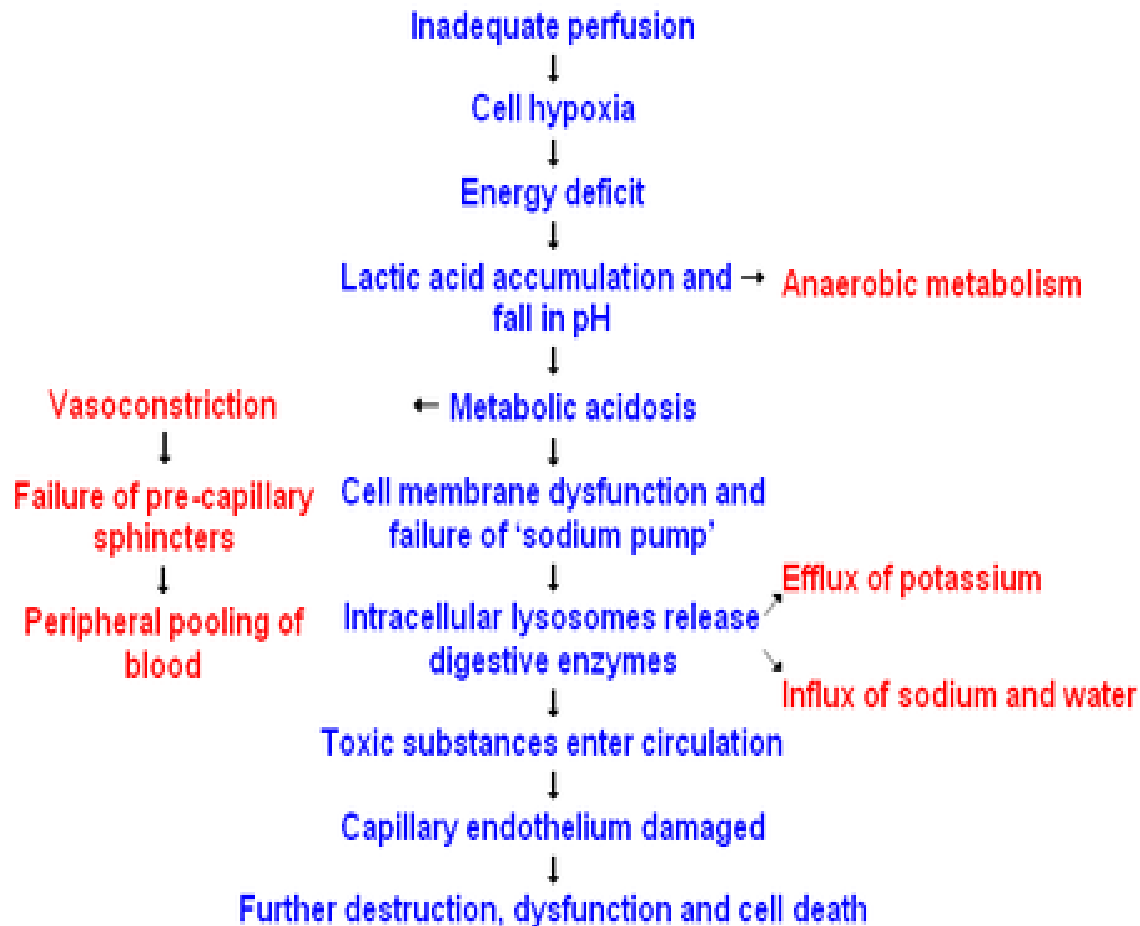 Inadequate perfusion
Cell hypoxia
Energy deficit
Lactic acid accumulation and
fall in pH
Anaerobic metabolism
Vasoconstriction
Metabolic acidosis
Failure of pre-capillary
sphincters
Cell membrane dysfunction and
failure of ‘sodium pump’
Peripheral pooling of
blood
Intracellular lysosomes release
digestive enzymes
Efflux of potassium
Influx of sodium and water
Toxic substances enter circulation
Capillary endothelium damaged
Further destruction, dysfunction and cell death